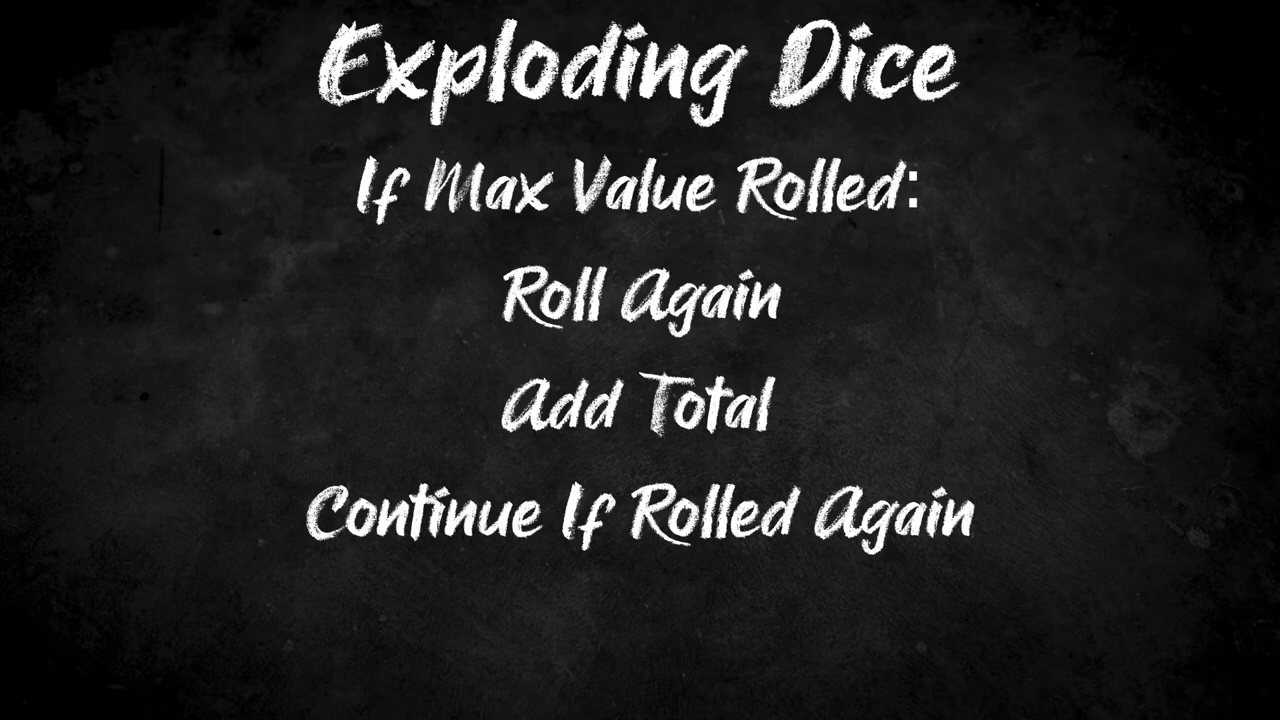 Exploding Dice
If Max Value Rolled:
Roll Again
Add Total
Continue If Rolled Again